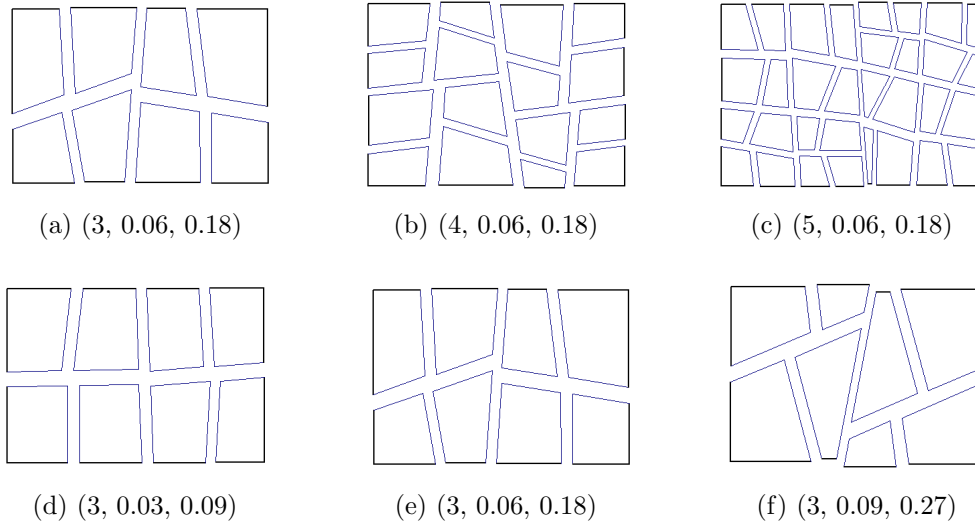 (a) (3, 0.06, 0.18)
(b) (4, 0.06, 0.18)
(c) (5, 0.06, 0.18)
(d) (3, 0.03, 0.09)
(e) (3, 0.06, 0.18)
(f) (3, 0.09, 0.27)